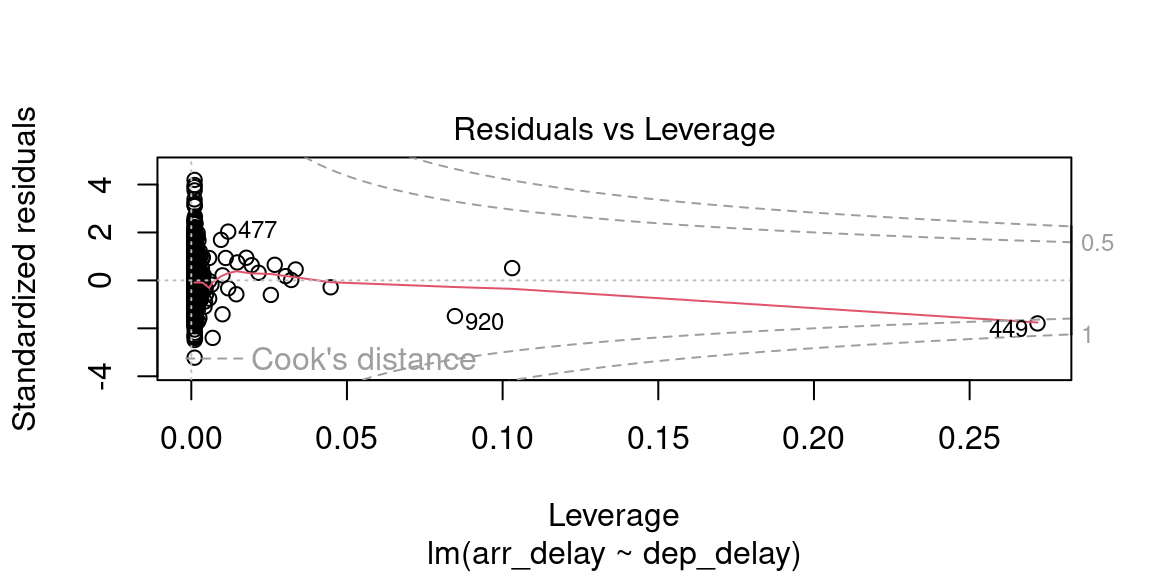 Residuals vs Leverage
Standardized residuals
4
2
0
-4
477
920
449
0.5
1
Cook's distance
0.00 0.05 0.10 0.15 0.20 0.25
Leverage
lm(arr_delay ~ dep_delay)